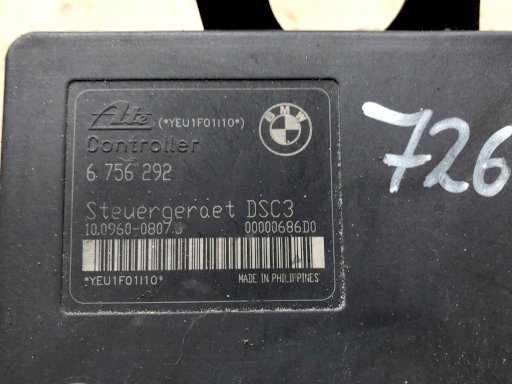 Ate (*YEU1F01I10*) BMW
Controller
6 756 292
Steuergeraet DSC3
10.0960-0807.3 00000686D0
*YEU1F01I10* MADE IN PHILIPPINES
726